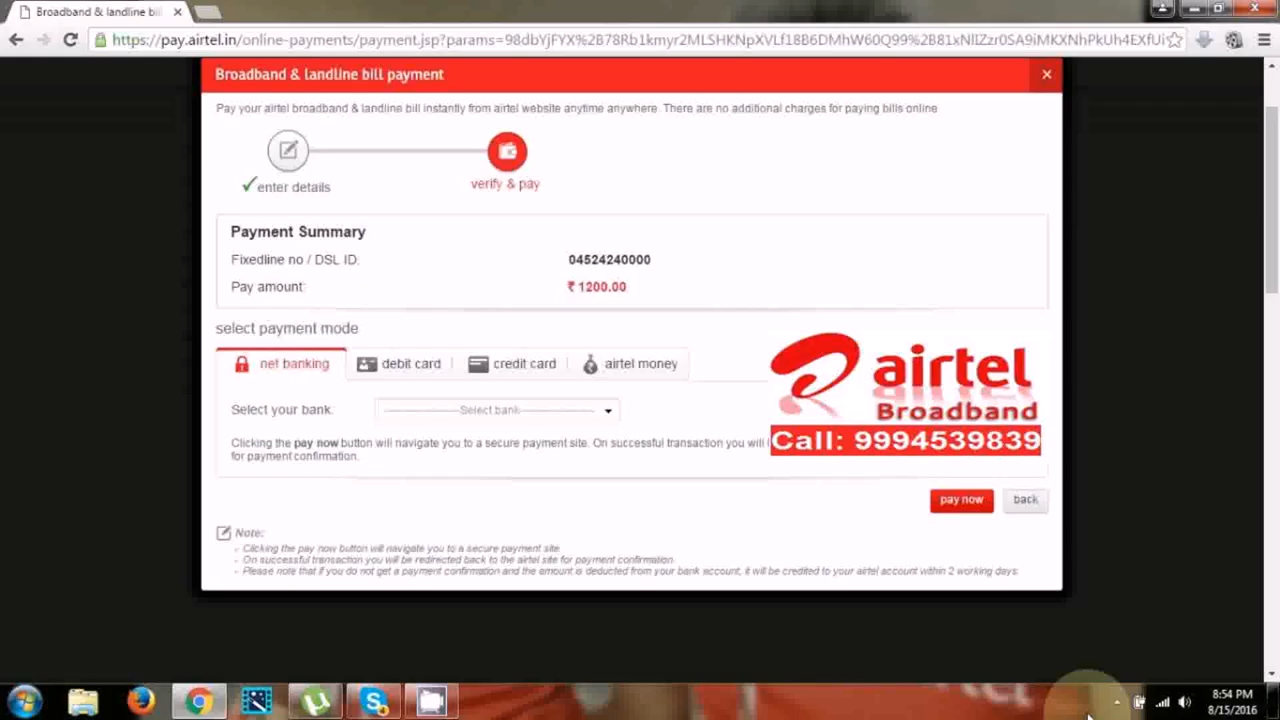 Broadband & landline bil
https://pay.airtel.in/online-payments/payment.jsp?params=98dbYjFYX%2B78Rb1kmyr2MLSHKNpXVLf18B6DMhW60Q99%2B81xNlIZzr0SA9iMKXNhPkUh4EXfUi
Broadband & landline bill payment
Pay your airtel broadband & landline bill instantly from airtel website anytime anywhere. There are no additional charges for paying bills online
enter details
verify & pay
Payment Summary
Fixedline no / DSL ID:
04524240000
Pay amount:
₹ 1200.00
select payment mode
net banking
debit card
credit card
airtel money
airtel
Broadband
Call: 9994539839
Select your bank.
Select bank
Clicking the pay now button will navigate you to a secure payment site. On successful transaction you will
for payment confirmation.
pay now
back
Note:
Clicking the pay now button will navigate you to a secure payment site
On successful transaction you will be redirected back to the airtel site for payment confirmation.
Please note that if you do not get a payment confirmation and the amount is deducted from your bank account, it will be credited to your airtel account within 2 working days.
8:54 PM
8/15/2016